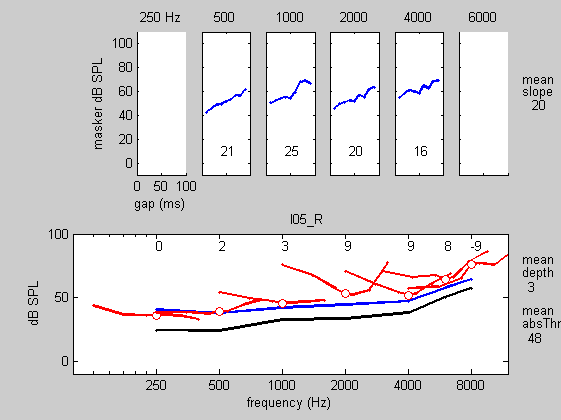 250 Hz 500 1000 2000 4000 6000
100
80
60
40
20
0
masker dB SPL
21 25 20 16
mean
slope
20
0 50 100
gap (ms)
I05_R
100
50
0
dB SPL
0 2 3 9 9 8 -9
mean
depth
3
mean
absThr
48
250 500 1000 2000 4000 8000
frequency (Hz)